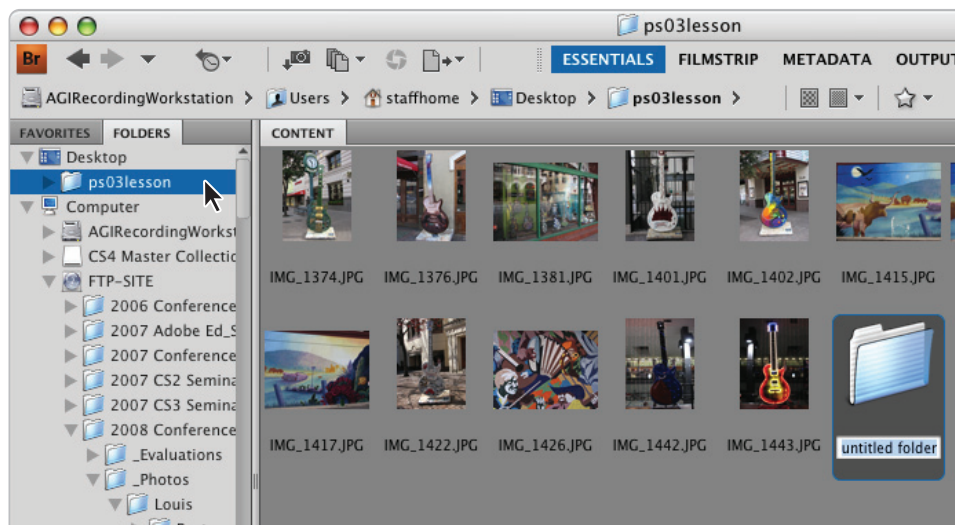 ps03lesson
Br
ESSENTIALS FILMSTRIP METADATA OUTPUT
AGIRecordingWorkstation > Users > staffhome > Desktop > ps03lesson >
FAVORITES FOLDERS
CONTENT
Desktop
ps03lesson
Computer
AGIRecordingWorkst
CS4 Master Collectic
FTP-SITE
2006 Conference
2007 Adobe Ed_S
2007 Conference
2007 CS2 Semina
2007 CS3 Semina
2008 Conference
_Evaluations
_Photos
Louis
IMG_1374.JPG IMG_1376.JPG IMG_1381.JPG IMG_1401.JPG IMG_1402.JPG IMG_1415.JPG
IMG_1417.JPG IMG_1422.JPG IMG_1426.JPG IMG_1442.JPG IMG_1443.JPG untitled folder